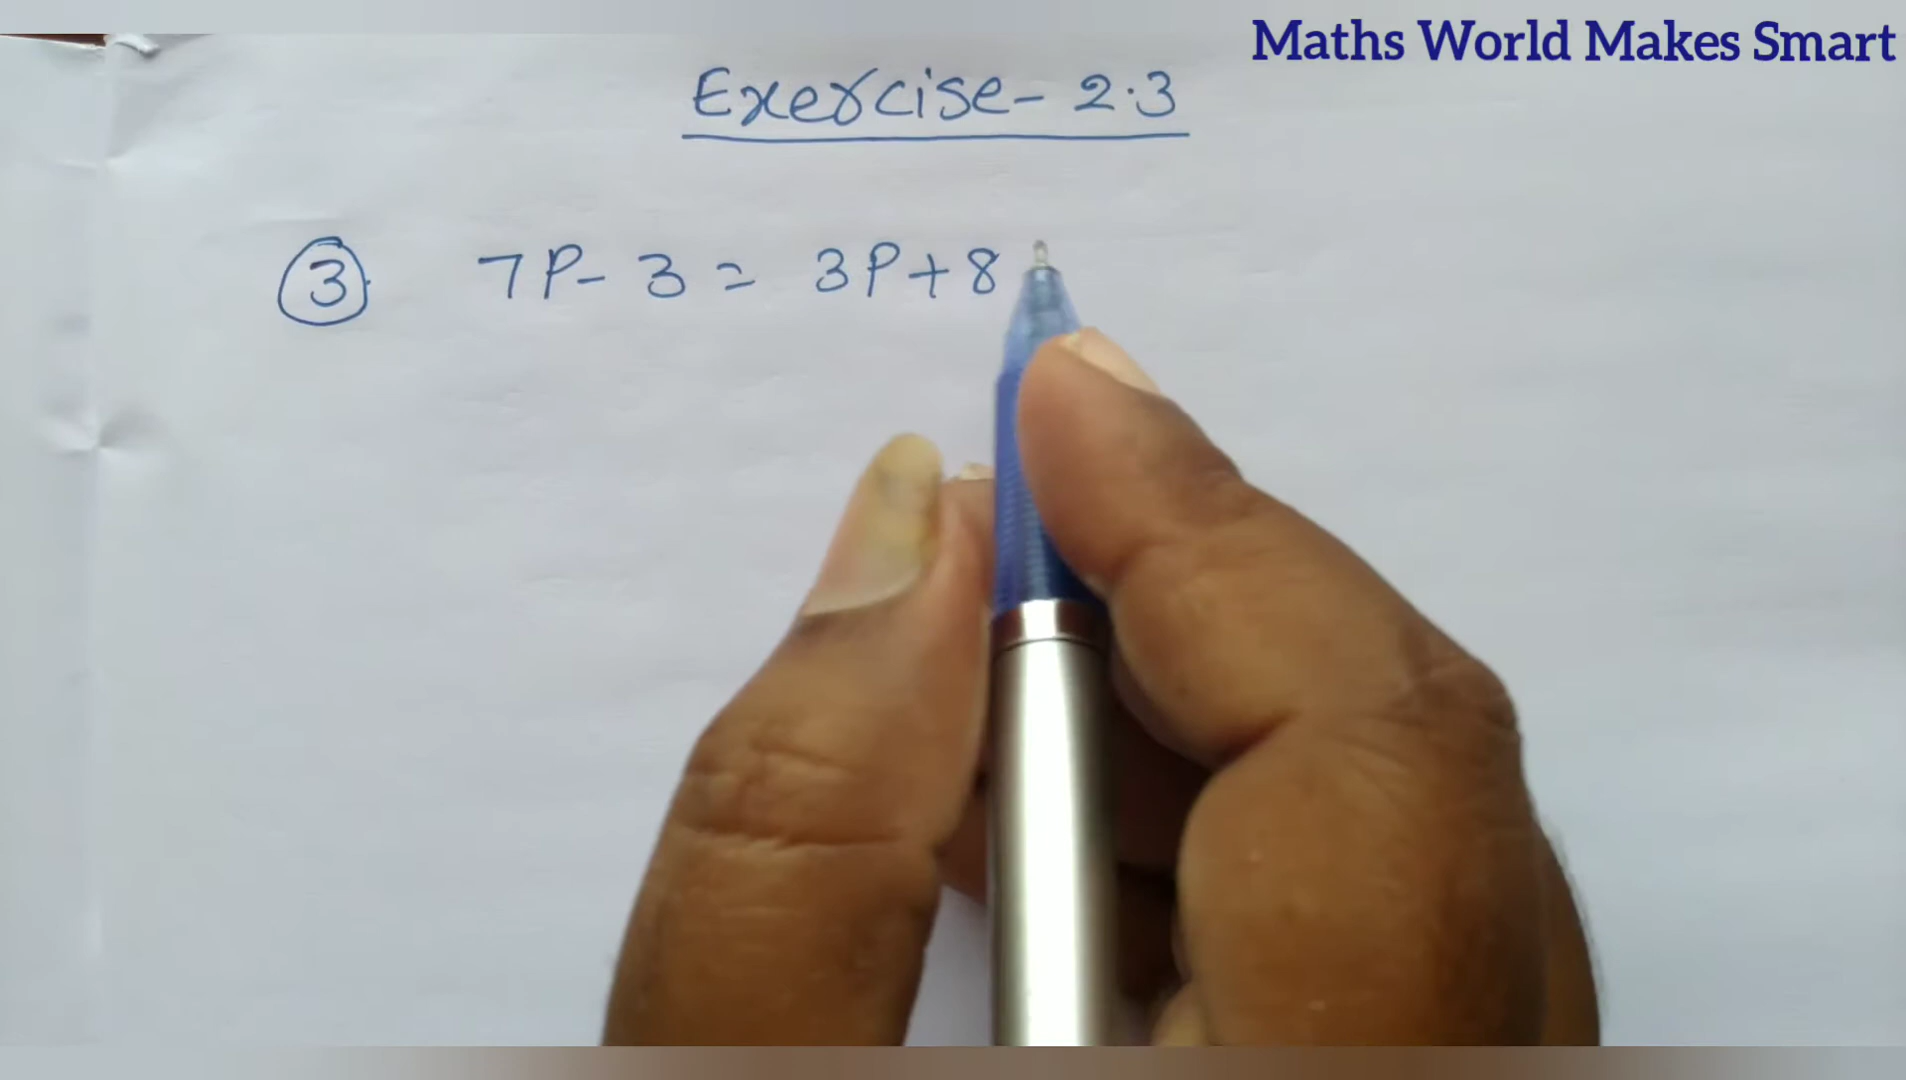 Maths World Makes Smart
Exercise - 2.3
3 7P - 3 = 3P + 8